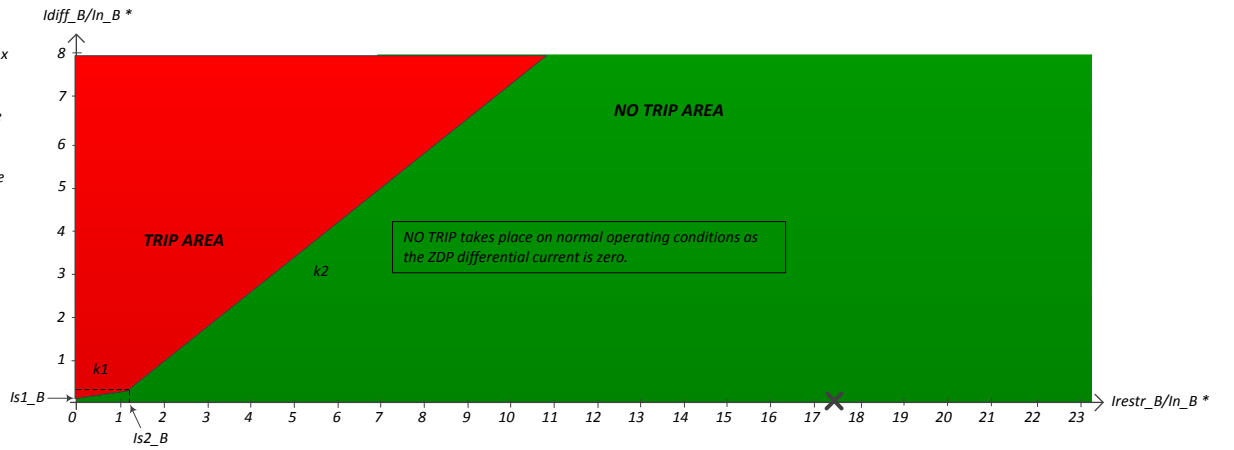 Idiff_B/In_B *
x
8
7
6
e
5
4
3
2
1
NO TRIP AREA
TRIP AREA
NO TRIP takes place on normal operating conditions as
the ZDP differential current is zero.
k2
k1
Is1_B
0 1 2 3 4 5 6 7 8 9 10 11 12 13 14 15 16 17 18 19 20 21 22 23
Irestr_B/In_B *
Is2_B